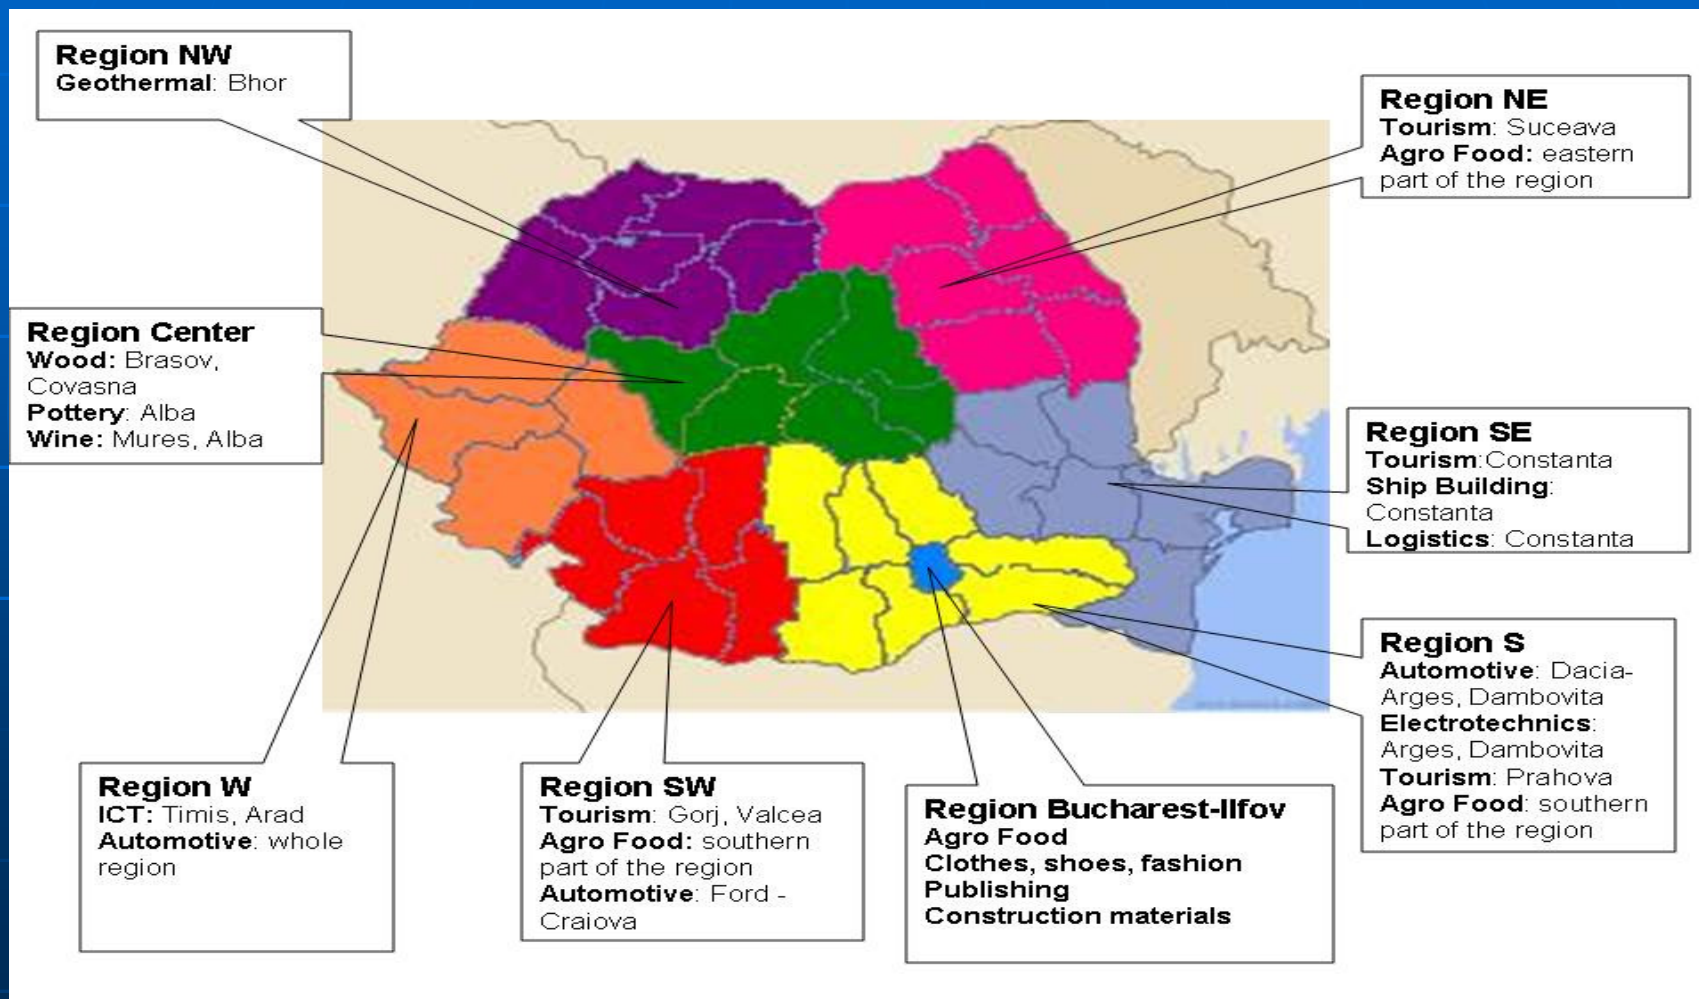 Region NW
Geothermal: Bhor
Region NE
Tourism: Suceava
Agro Food: eastern
part of the region
Region Center
Wood: Brasov,
Covasna
Pottery: Alba
Wine: Mures, Alba
Region SE
Tourism:Constanta
Ship Building:
Constanta
Logistics: Constanta
Region S
Automotive: Dacia-
Arges, Dambovita
Electrotechnics:
Arges, Dambovita
Tourism: Prahova
Agro Food: southern
part of the region
Region W
ICT: Timis, Arad
Automotive: whole
region
Region SW
Tourism: Gorj, Valcea
Agro Food: southern
part of the region
Automotive: Ford -
Craiova
Region Bucharest-Ilfov
Agro Food
Clothes, shoes, fashion
Publishing
Construction materials